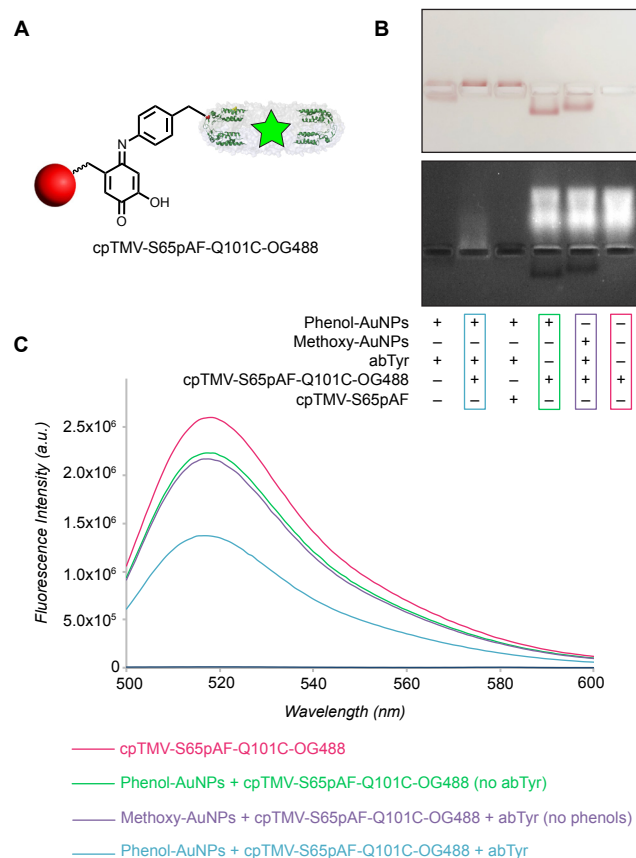 A
B
N
O
OH
cpTMV-S65pAF-Q101C-OG488
Phenol-AuNPs + + + + – –
Methoxy-AuNPs – – – – + –
abTyr + + + – + –
cpTMV-S65pAF-Q101C-OG488 – + – + + +
cpTMV-S65pAF – – + – – –
C
Fluorescence Intensity (a.u.)
2.5x10⁶
2.0x10⁶
1.5x10⁶
1.0x10⁶
5.0x10⁵
0
500 520 540 560 580 600
Wavelength (nm)
cpTMV-S65pAF-Q101C-OG488
Phenol-AuNPs + cpTMV-S65pAF-Q101C-OG488 (no abTyr)
Methoxy-AuNPs + cpTMV-S65pAF-Q101C-OG488 + abTyr (no phenols)
Phenol-AuNPs + cpTMV-S65pAF-Q101C-OG488 + abTyr